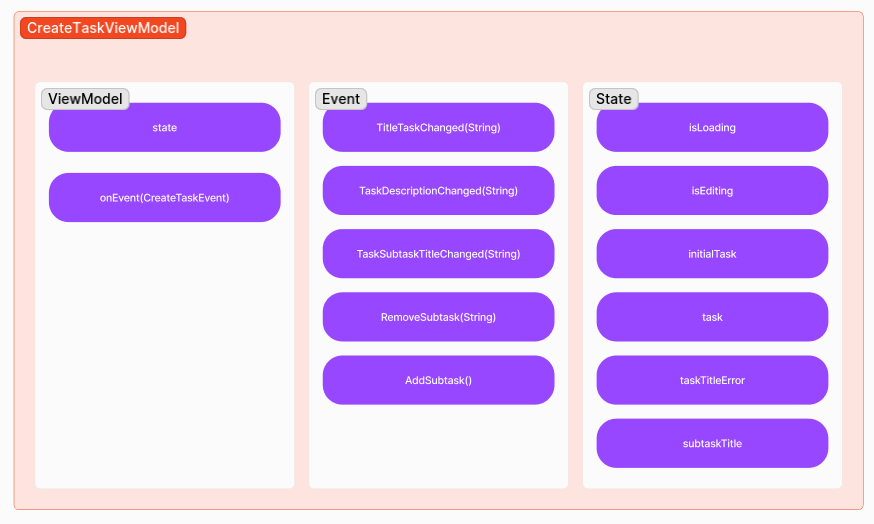 CreateTaskViewModel
ViewModel
state
onEvent(CreateTaskEvent)
Event
TitleTaskChanged(String)
TaskDescriptionChanged(String)
TaskSubtaskTitleChanged(String)
RemoveSubtask(String)
AddSubtask()
State
isLoading
isEditing
initialTask
task
taskTitleError
subtaskTitle